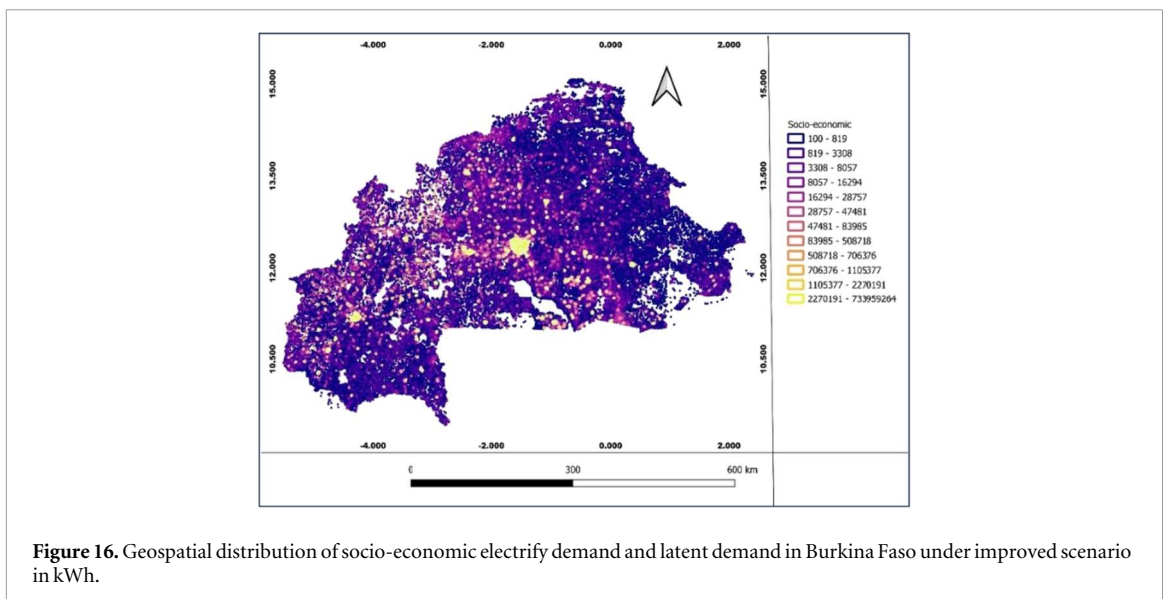 -4.000 -2.000 0.000 2.000
15.000 15.000
13.500 13.500
12.000 12.000
10.500 10.500
Socio-economic
100 - 819
819 - 3308
3308 - 8057
8057 - 16294
16294 - 28757
28757 - 47481
47481 - 83985
83985 - 508718
508718 - 706376
706376 - 1105377
1105377 - 2270191
2270191 - 733959264
-4.000 -2.000 0.000 2.000
0 300 600 km
Figure 16. Geospatial distribution of socio-economic electrify demand and latent demand in Burkina Faso under improved scenario
in kWh.